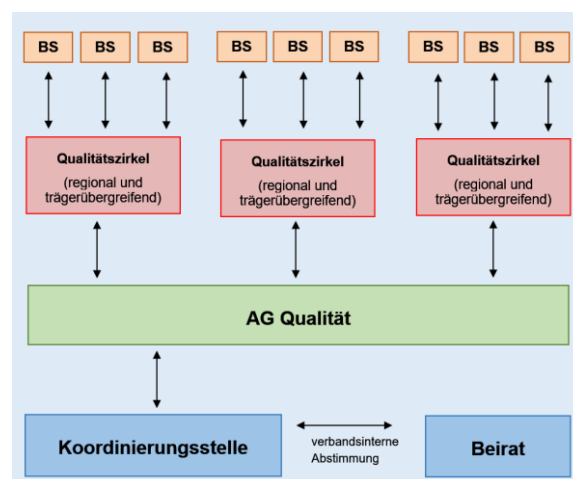 BS BS BS BS BS BS BS BS BS
Qualitätszirkel
(regional und
trägerübergreifend)
Qualitätszirkel
(regional und
trägerübergreifend)
Qualitätszirkel
(regional und
trägerübergreifend)
AG Qualität
Koordinierungsstelle
verbandsinterne
Abstimmung
Beirat